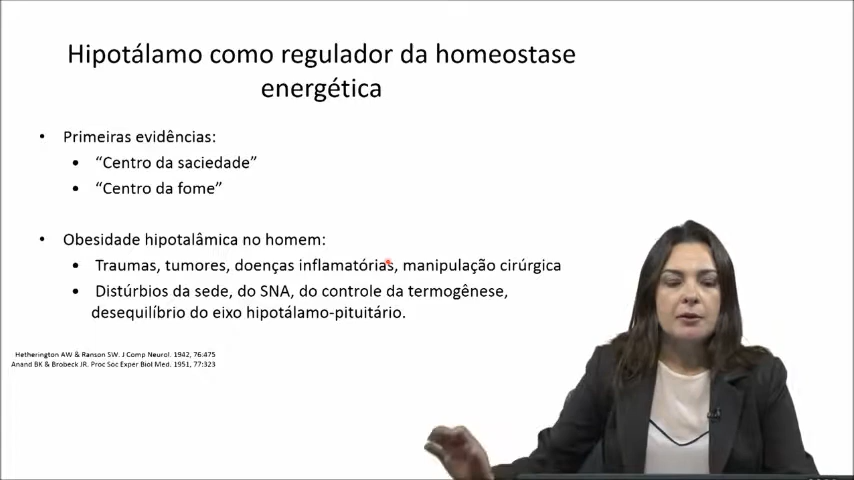 Hipotálamo como regulador da homeostase
energética
• Primeiras evidências:
• “Centro da saciedade”
• “Centro da fome”
• Obesidade hipotalâmica no homem:
• Traumas, tumores, doenças inflamatórias, manipulação cirúrgica
• Distúrbios da sede, do SNA, do controle da termogênese,
desequilíbrio do eixo hipotálamo-pituitário.
Hetherington AW & Ranson SW. J Comp Neurol. 1942, 76:475
Anand BK & Brobeck JR. Proc Soc Exper Biol Med. 1951, 77:323